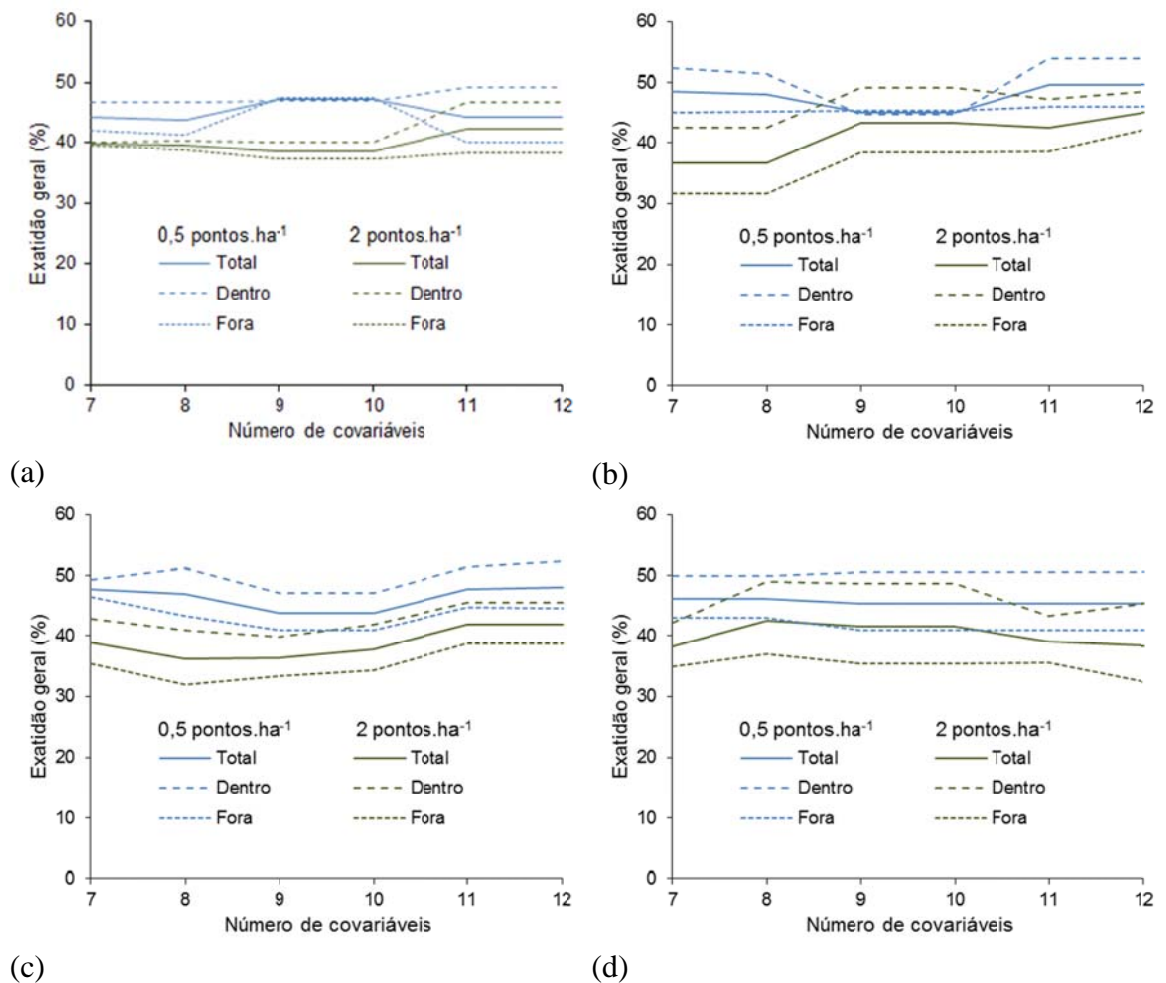 60
50
40
30
20
10
0
Exatidão geral (%)
0,5 pontos.ha⁻¹ 2 pontos.ha⁻¹
Total Total
Dentro Dentro
Fora Fora
7 8 9 10 11 12
Número de covariáveis
(a)
60
50
40
30
20
10
0
Exatidão geral (%)
0,5 pontos.ha⁻¹ 2 pontos.ha⁻¹
Total Total
Dentro Dentro
Fora Fora
7 8 9 10 11 12
Número de covariáveis
(b)
60
50
40
30
20
10
0
Exatidão geral (%)
0,5 pontos.ha⁻¹ 2 pontos.ha⁻¹
Total Total
Dentro Dentro
Fora Fora
7 8 9 10 11 12
Número de covariáveis
(c)
60
50
40
30
20
10
0
Exatidão geral (%)
0,5 pontos.ha⁻¹ 2 pontos.ha⁻¹
Total Total
Dentro Dentro
Fora Fora
7 8 9 10 11 12
Número de covariáveis
(d)